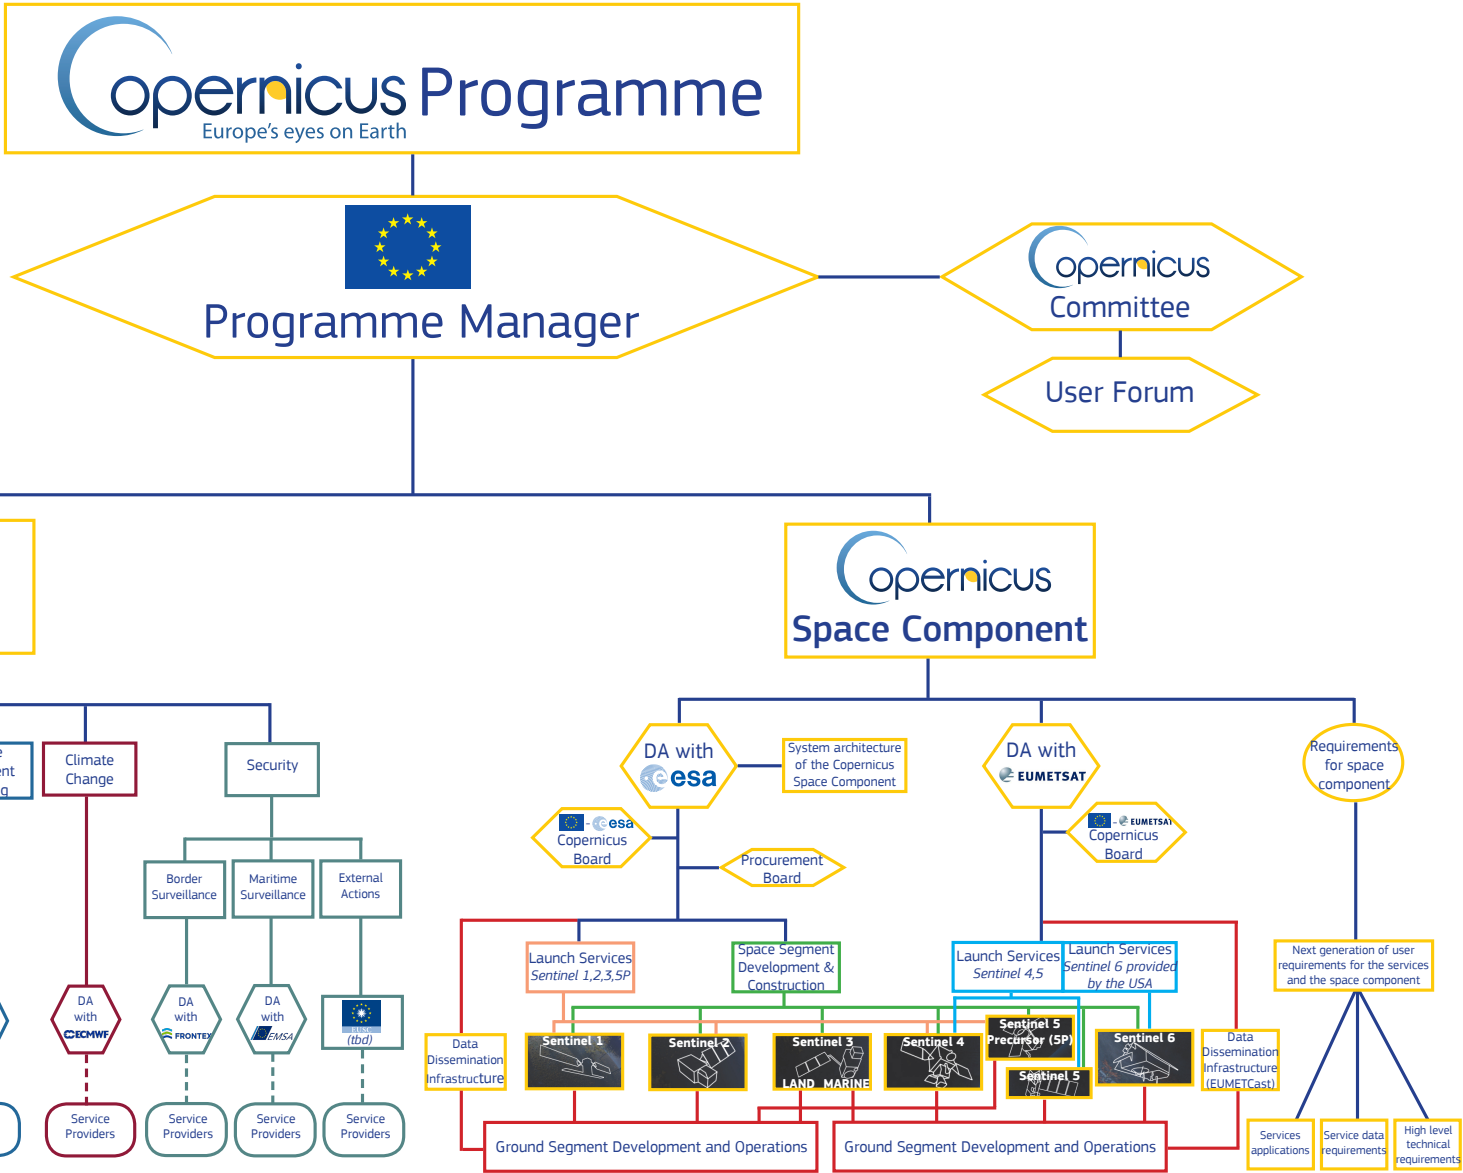 Copernicus Programme
Europe's eyes on Earth
Programme Manager
Copernicus
Committee
User Forum
Copernicus
Space Component
Climate
Change
Security
Border
Surveillance
Maritime
Surveillance
External
Actions
DA
with
ECMWF
DA
with
FRONTEX
DA
with
EMSA
(tbd)
Service
Providers
Service
Providers
Service
Providers
Service
Providers
DA with
esa
System architecture
of the Copernicus
Space Component
- esa
Copernicus
Board
Procurement
Board
DA with
EUMETSAT
- EUMETSAT
Copernicus
Board
Requirements
for space
component
Launch Services
Sentinel 1,2,3,5P
Space Segment
Development &
Construction
Launch Services
Sentinel 4,5
Launch Services
Sentinel 6 provided
by the USA
Next generation of user
requirements for the services
and the space component
Data
Dissemination
Infrastructure
Sentinel 1
Sentinel 2
Sentinel 3
LAND MARINE
Sentinel 4
Sentinel 5
Precursor (5P)
Sentinel 5
Sentinel 6
Data
Dissemination
Infrastructure
(EUMETCast)
Ground Segment Development and Operations
Ground Segment Development and Operations
Services
applications
Service data
requirements
High level
technical
requirements